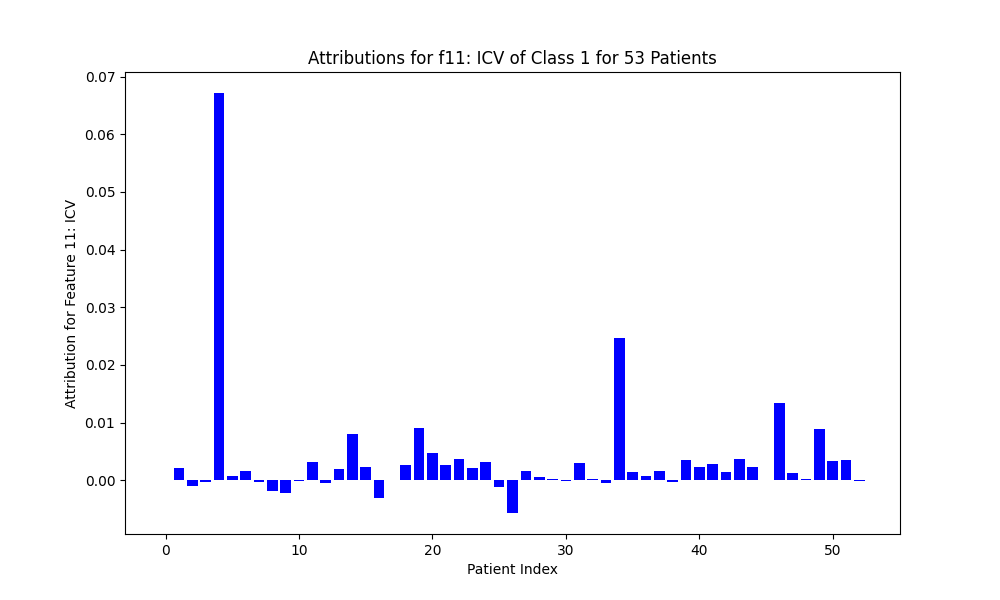 Attributions for f11: ICV of Class 1 for 53 Patients
Attribution for Feature 11: ICV
0.07
0.06
0.05
0.04
0.03
0.02
0.01
0.00
0 10 20 30 40 50
Patient Index